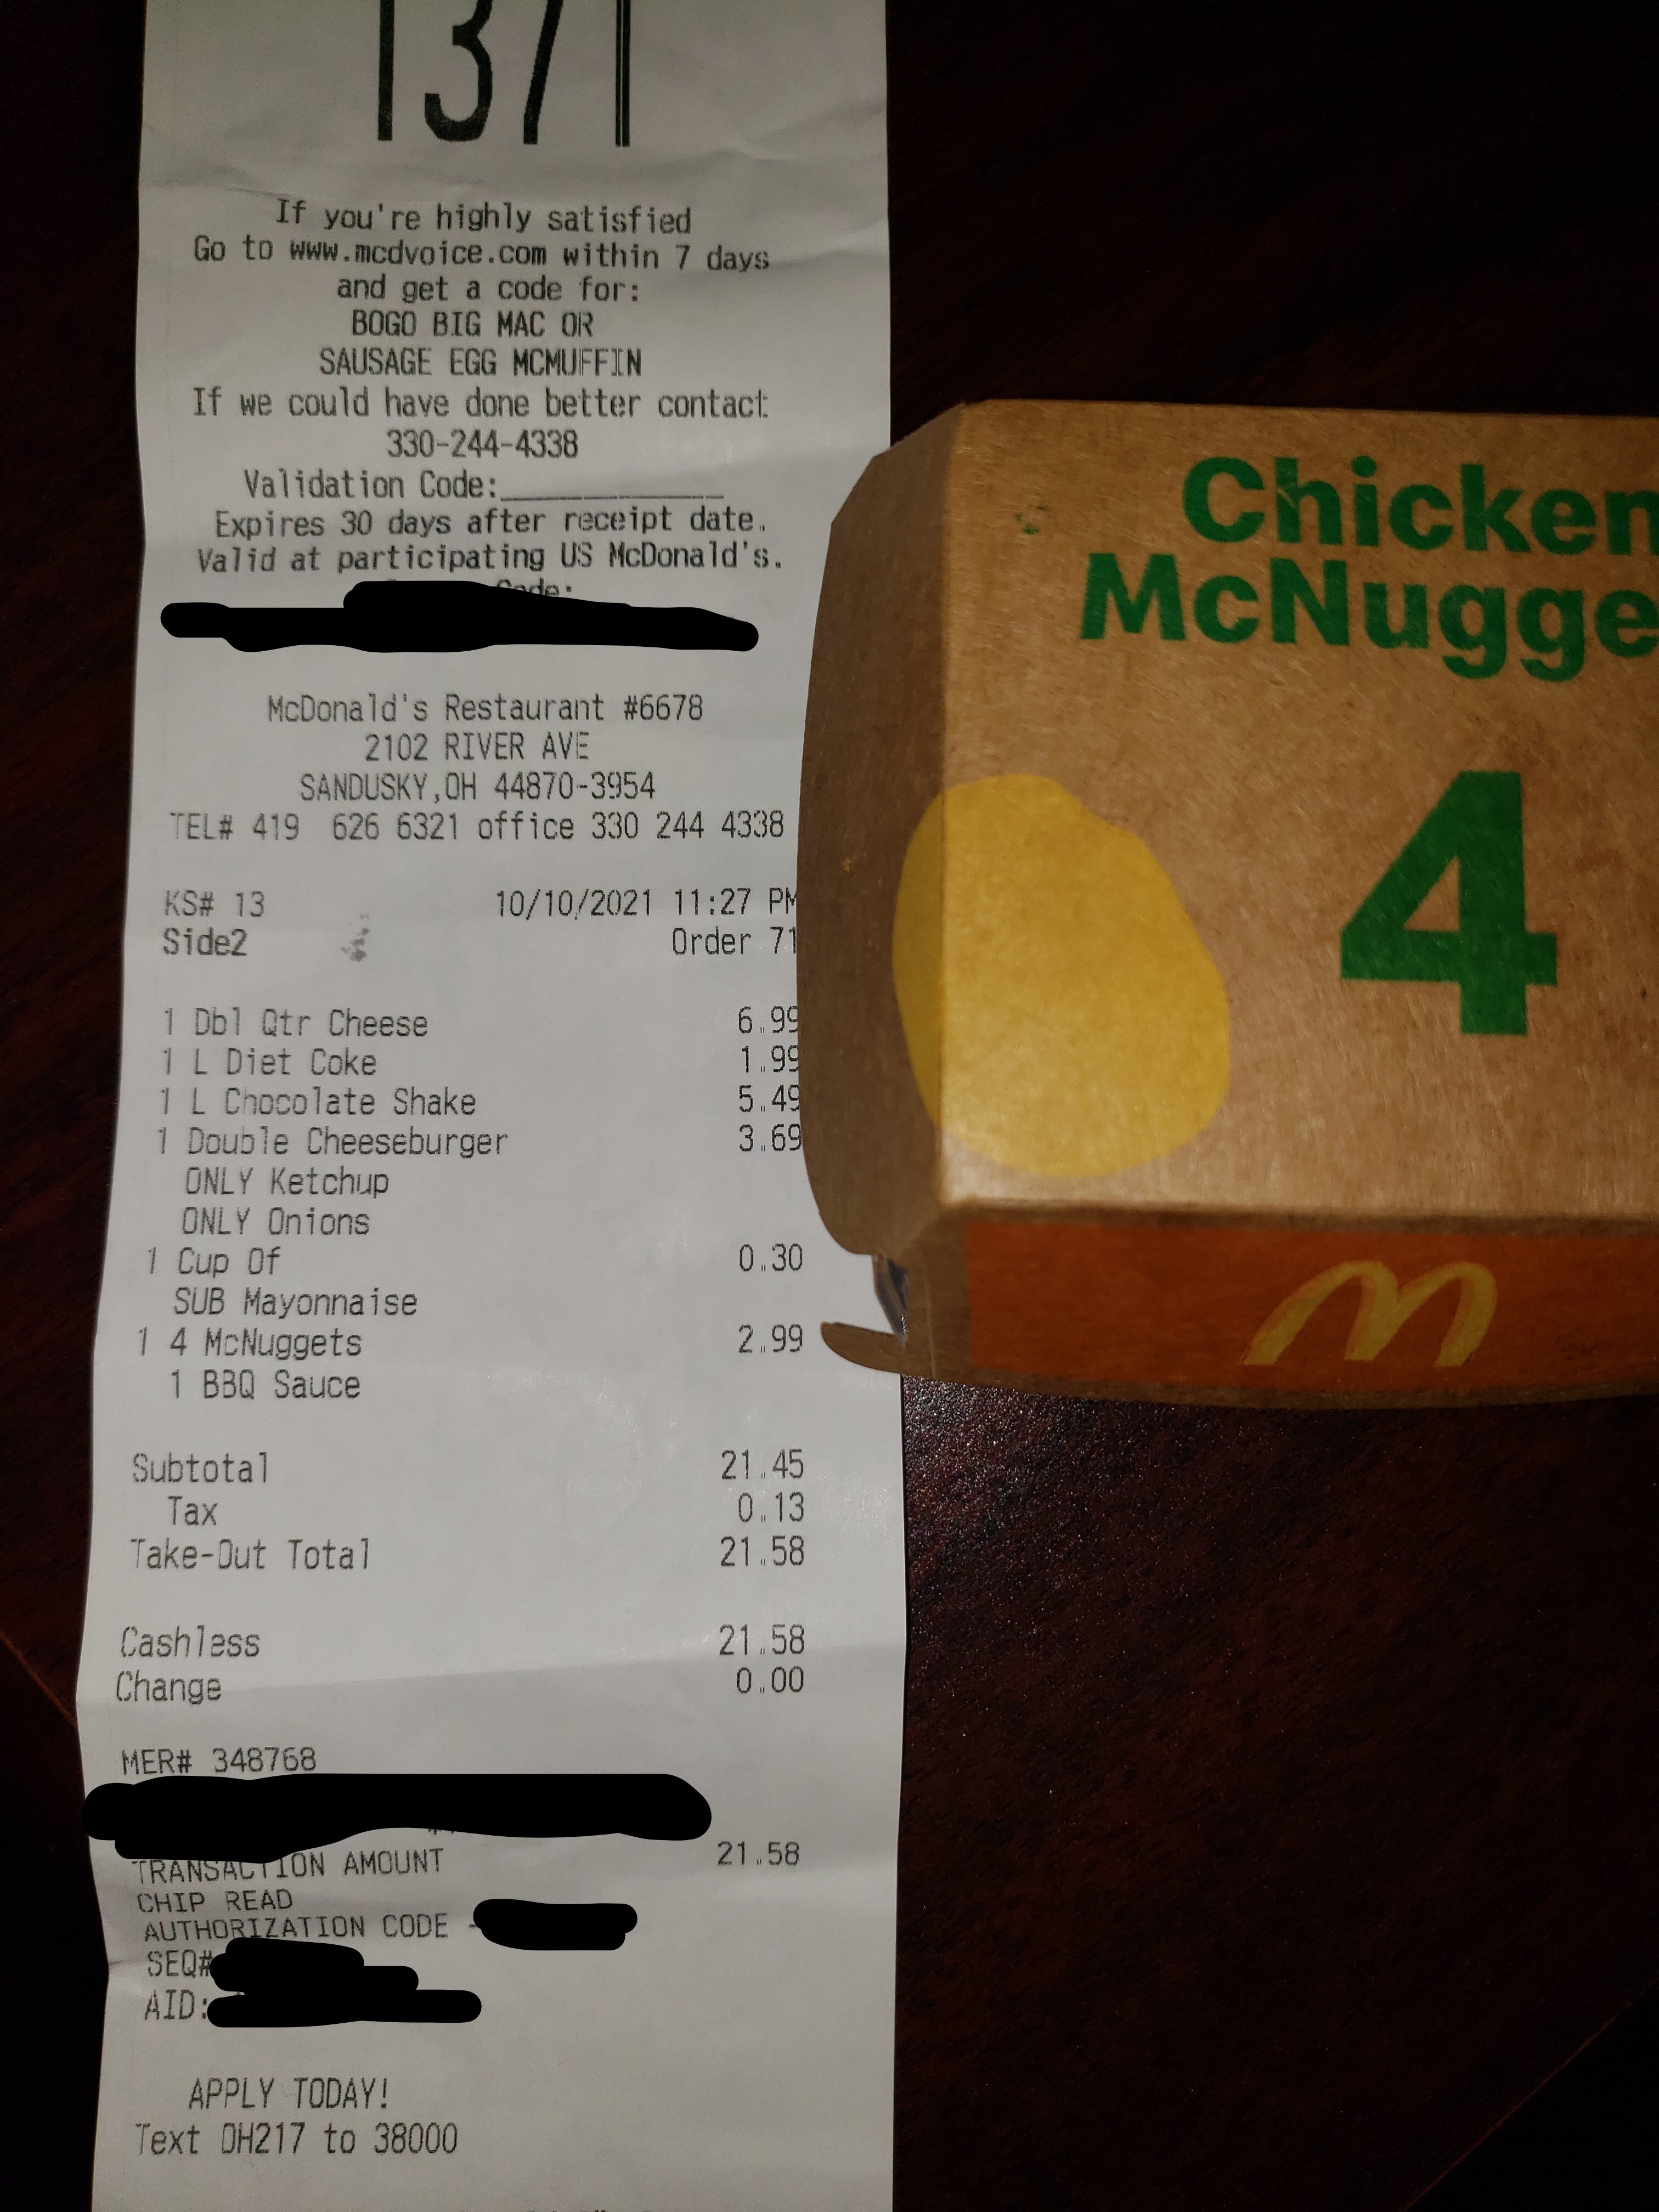 1371
If you're highly satisfied
Go to www.mcdvoice.com within 7 days
and get a code for:
BOGO BIG MAC OR
SAUSAGE EGG MCMUFFIN
If we could have done better contact
330-244-4338
Validation Code:____________
Expires 30 days after receipt date.
Valid at participating US McDonald's.
McDonald's Restaurant #6678
2102 RIVER AVE
SANDUSKY,OH 44870-3954
TEL# 419 626 6321 office 330 244 4338
KS# 13 10/10/2021 11:27 PM
Side2 Order 71
1 Dbl Qtr Cheese 6.99
1 L Diet Coke 1.99
1 L Chocolate Shake 5.49
1 Double Cheeseburger 3.69
ONLY Ketchup
ONLY Onions
1 Cup Of 0.30
SUB Mayonnaise
1 4 McNuggets 2.99
1 BBQ Sauce
Subtotal 21.45
Tax 0.13
Take-Out Total 21.58
Cashless 21.58
Change 0.00
MER# 348768
TRANSACTION AMOUNT 21.58
CHIP READ
AUTHORIZATION CODE -
SEQ#
AID:
APPLY TODAY!
Text OH217 to 38000
Chicken
McNugge
4